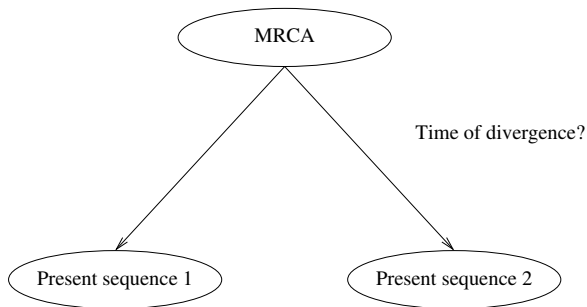 MRCA
Time of divergence?
Present sequence 1
Present sequence 2